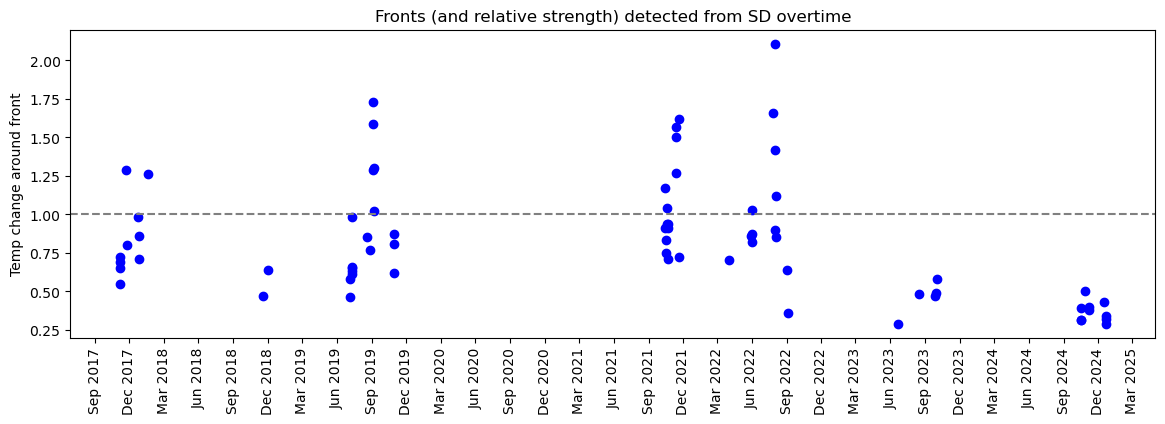 Fronts (and relative strength) detected from SD overtime
Temp change around front
2.00
1.75
1.50
1.25
1.00
0.75
0.50
0.25
Sep 2017
Dec 2017
Mar 2018
Jun 2018
Sep 2018
Dec 2018
Mar 2019
Jun 2019
Sep 2019
Dec 2019
Mar 2020
Jun 2020
Sep 2020
Dec 2020
Mar 2021
Jun 2021
Sep 2021
Dec 2021
Mar 2022
Jun 2022
Sep 2022
Dec 2022
Mar 2023
Jun 2023
Sep 2023
Dec 2023
Mar 2024
Jun 2024
Sep 2024
Dec 2024
Mar 2025